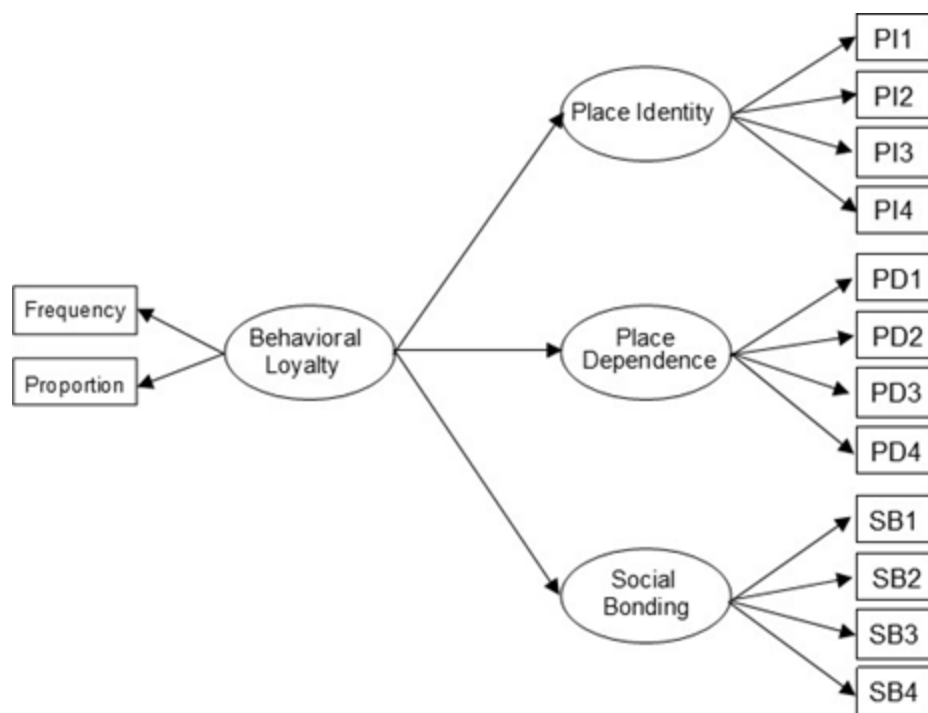 PI1
Place Identity
PI2
PI3
PI4
Frequency
Proportion
Behavioral
Loyalty
Place
Dependence
PD1
PD2
PD3
PD4
Social
Bonding
SB1
SB2
SB3
SB4